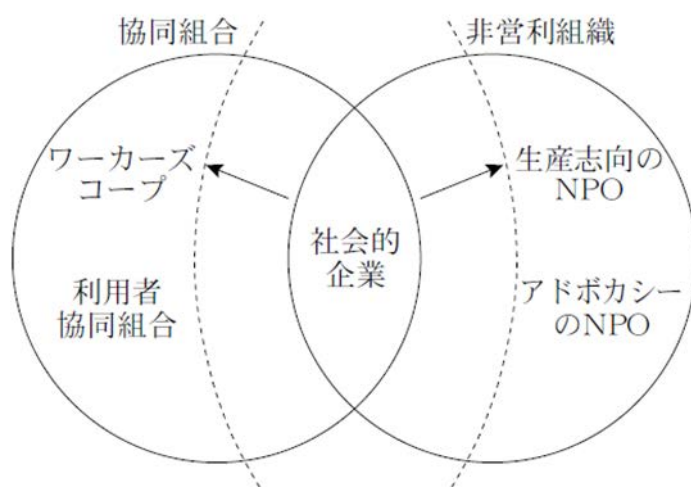 協同組合
非営利組織
ワーカーズ
コープ
生産志向の
NPO
社会的
企業
利用者
協同組合
アドボカシー
のNPO